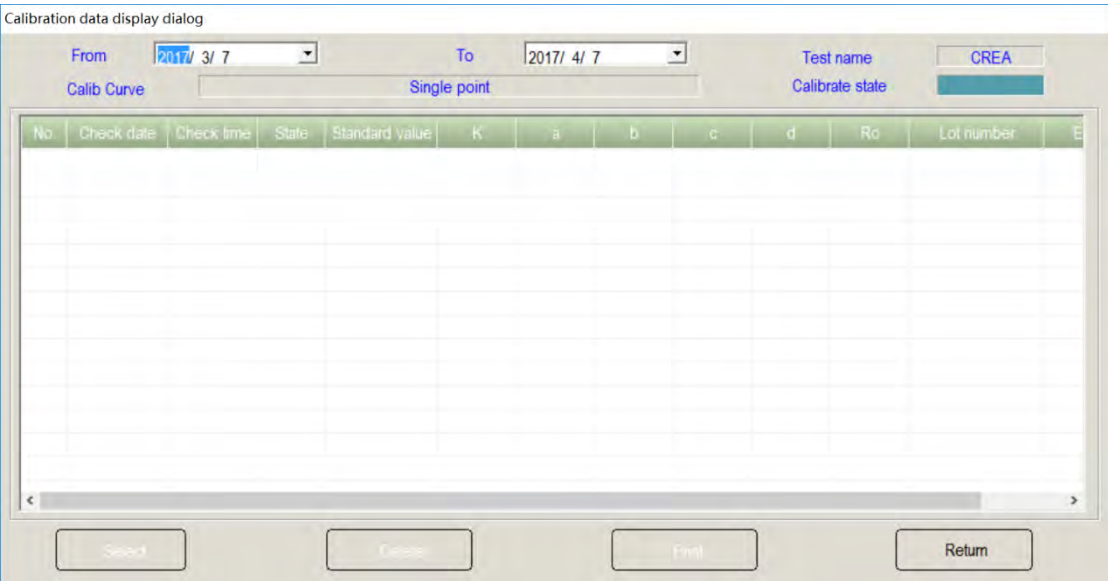 Calibration data display dialog
From 2017/ 3/ 7 To 2017/ 4/ 7 Test name CREA
Calib Curve Single point Calibrate state
No. Check date Check time State Standard value K a b c d Ro Lot number E
Select Delete Print Return